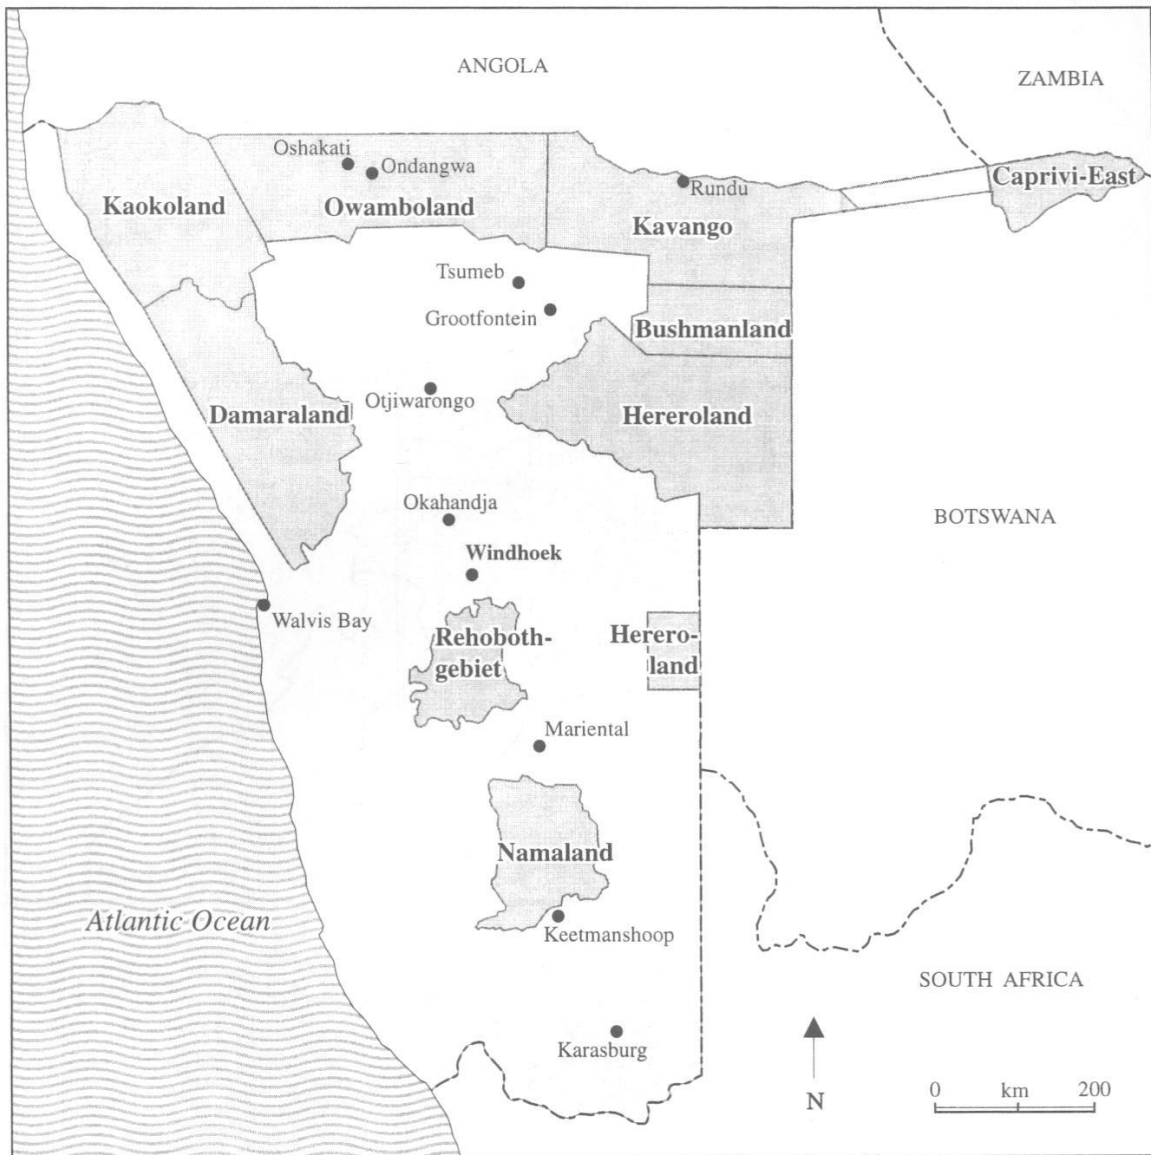 ANGOLA
ZAMBIA
Oshakati
Ondangwa
Caprivi-East
Rundu
Kaokoland
Owamboland
Kavango
Tsumeb
Grootfontein
Bushmanland
Otjiwarongo
Damaraland
Hereroland
Okahandja
BOTSWANA
Windhoek
Walvis Bay
Rehoboth-
gebiet
Herero-
land
Mariental
Namaland
Atlantic Ocean
Keetmanshoop
SOUTH AFRICA
Karasburg
N
0 km 200